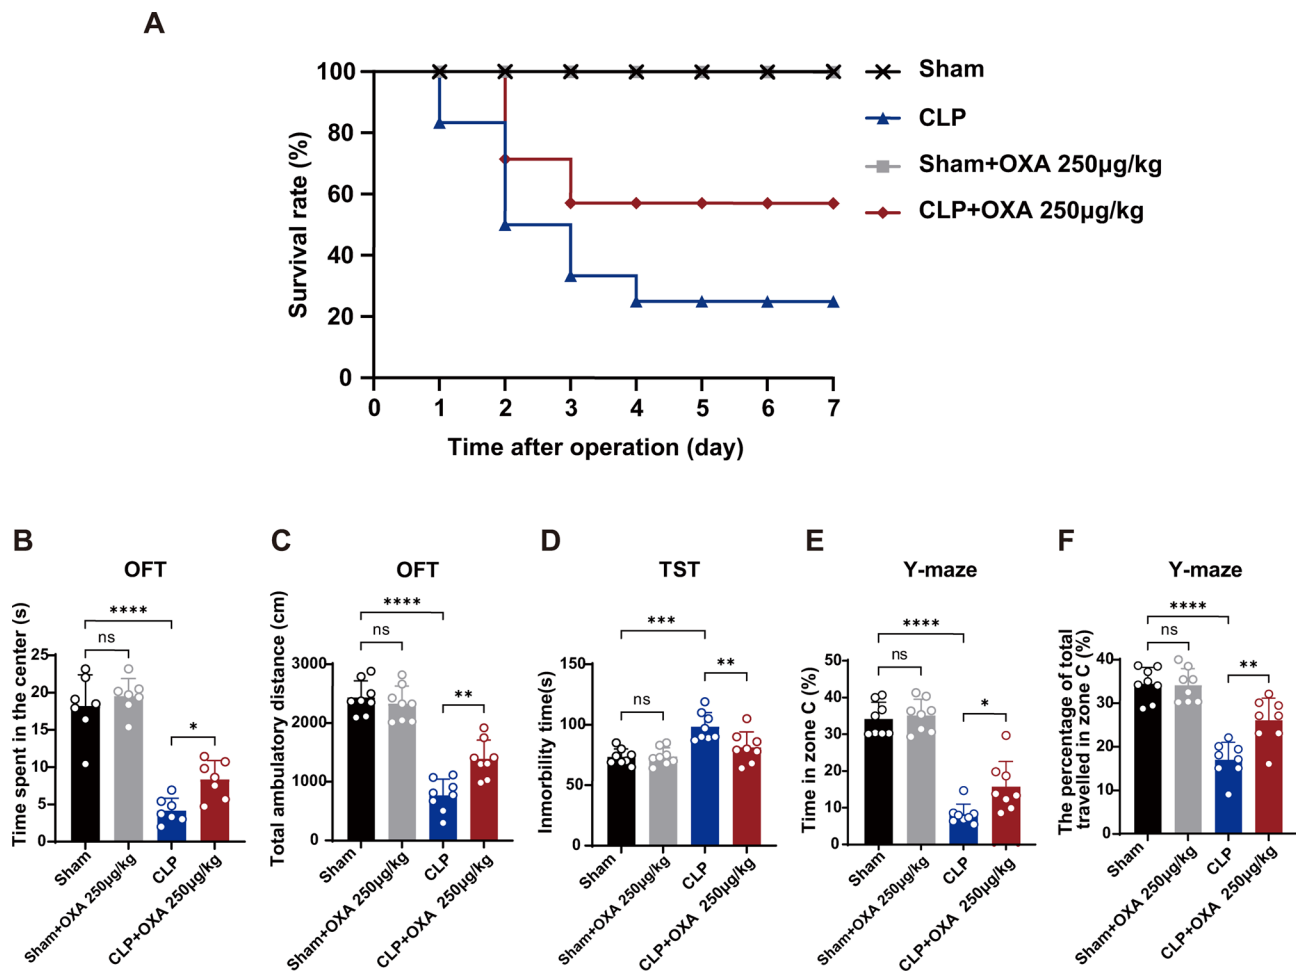 A
Survival rate (%)
100
80
60
40
20
0
0 1 2 3 4 5 6 7
Time after operation (day)
Sham
CLP
Sham+OXA 250μg/kg
CLP+OXA 250μg/kg
B
OFT
Time spent in the center (s)
25
20
15
10
5
0
****
ns
*
Sham
Sham+OXA 250μg/kg
CLP
CLP+OXA 250μg/kg
C
OFT
Total ambulatory distance (cm)
3000
2000
1000
0
****
ns
**
Sham
Sham+OXA 250μg/kg
CLP
CLP+OXA 250μg/kg
D
TST
Inmorbility time(s)
150
100
50
0
***
ns
**
Sham
Sham+OXA 250μg/kg
CLP
CLP+OXA 250μg/kg
E
Y-maze
Time in zone C (%)
50
40
30
20
10
0
****
ns
*
Sham
Sham+OXA 250μg/kg
CLP
CLP+OXA 250μg/kg
F
Y-maze
The percentage of total
travelled in zone C (%)
40
30
20
10
0
****
ns
**
Sham
Sham+OXA 250μg/kg
CLP
CLP+OXA 250μg/kg